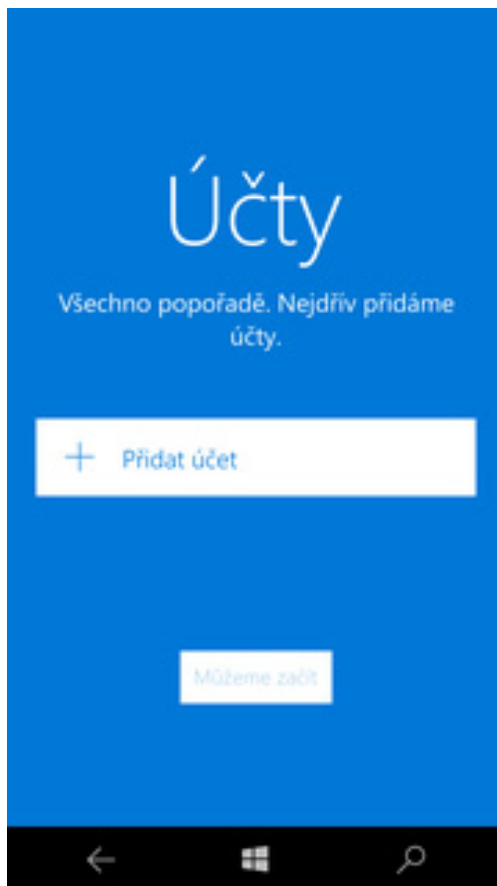 Účty
Všechno popořadě. Nejdřív přidáme
účty.
Přidat účet
Můžeme začít